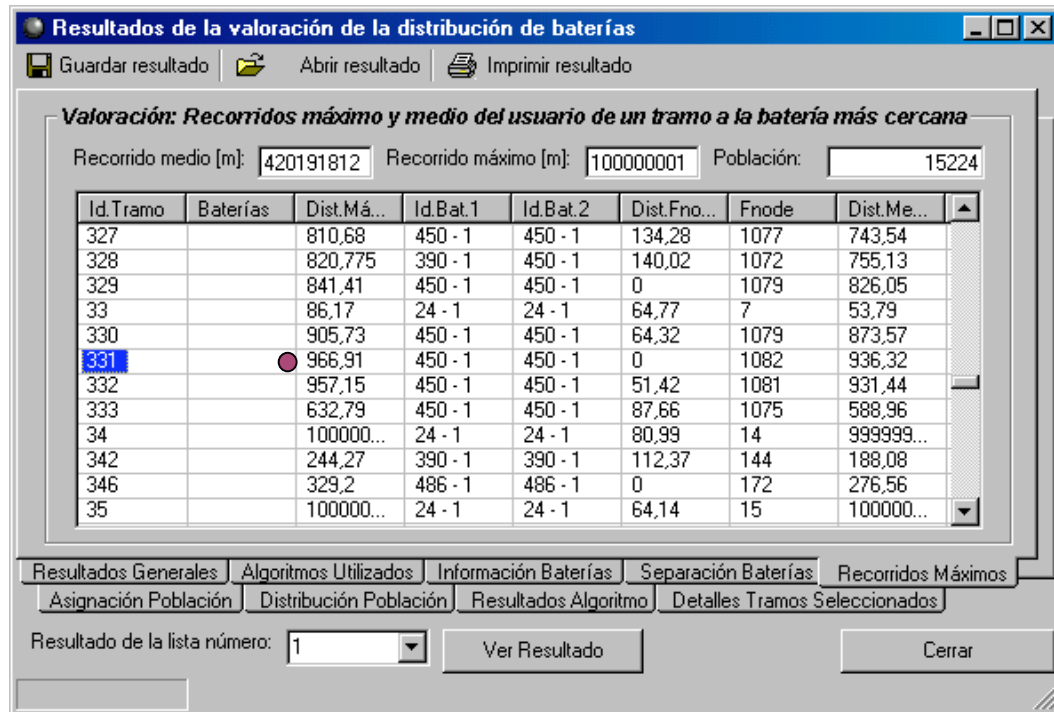 Resultados de la valoración de la distribución de baterías
Guardar resultado Abrir resultado Imprimir resultado
Valoración: Recorridos máximo y medio del usuario de un tramo a la batería más cercana
Recorrido medio [m]: 420191812 Recorrido máximo [m]: 100000001 Población: 15224
Id.Tramo Baterías Dist.Má... Id.Bat.1 Id.Bat.2 Dist.Fno... Fnode Dist.Me...
327 810,68 450 - 1 450 - 1 134,28 1077 743,54
328 820,775 390 - 1 450 - 1 140,02 1072 755,13
329 841,41 450 - 1 450 - 1 0 1079 826,05
33 86,17 24 - 1 24 - 1 64,77 7 53,79
330 905,73 450 - 1 450 - 1 64,32 1079 873,57
331 966,91 450 - 1 450 - 1 0 1082 936,32
332 957,15 450 - 1 450 - 1 51,42 1081 931,44
333 632,79 450 - 1 450 - 1 87,66 1075 588,96
34 100000... 24 - 1 24 - 1 80,99 14 999999...
342 244,27 390 - 1 390 - 1 112,37 144 188,08
346 329,2 486 - 1 486 - 1 0 172 276,56
35 100000... 24 - 1 24 - 1 64,14 15 100000...
Resultados Generales Algoritmos Utilizados Información Baterías Separación Baterías Recorridos Máximos
Asignación Población Distribución Población Resultados Algoritmo Detalles Tramos Seleccionados
Resultado de la lista número: 1 Ver Resultado Cerrar